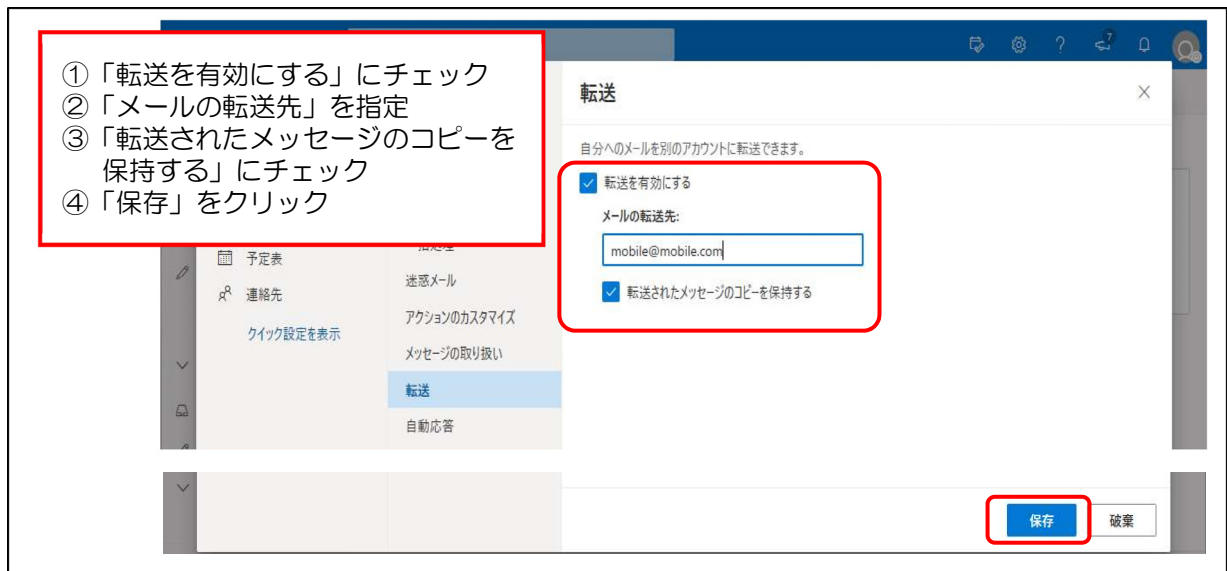 ①「転送を有効にする」にチェック
②「メールの転送先」を指定
③「転送されたメッセージのコピーを
保持する」にチェック
④「保存」をクリック
7
転送
自分へのメールを別のアカウントに転送できます。
転送を有効にする
メールの転送先:
mobile@mobile.com
転送されたメッセージのコピーを保持する
予定表
連絡先
クイック設定を表示
迷惑メール
アクションのカスタマイズ
メッセージの取り扱い
転送
自動応答
保存
破棄